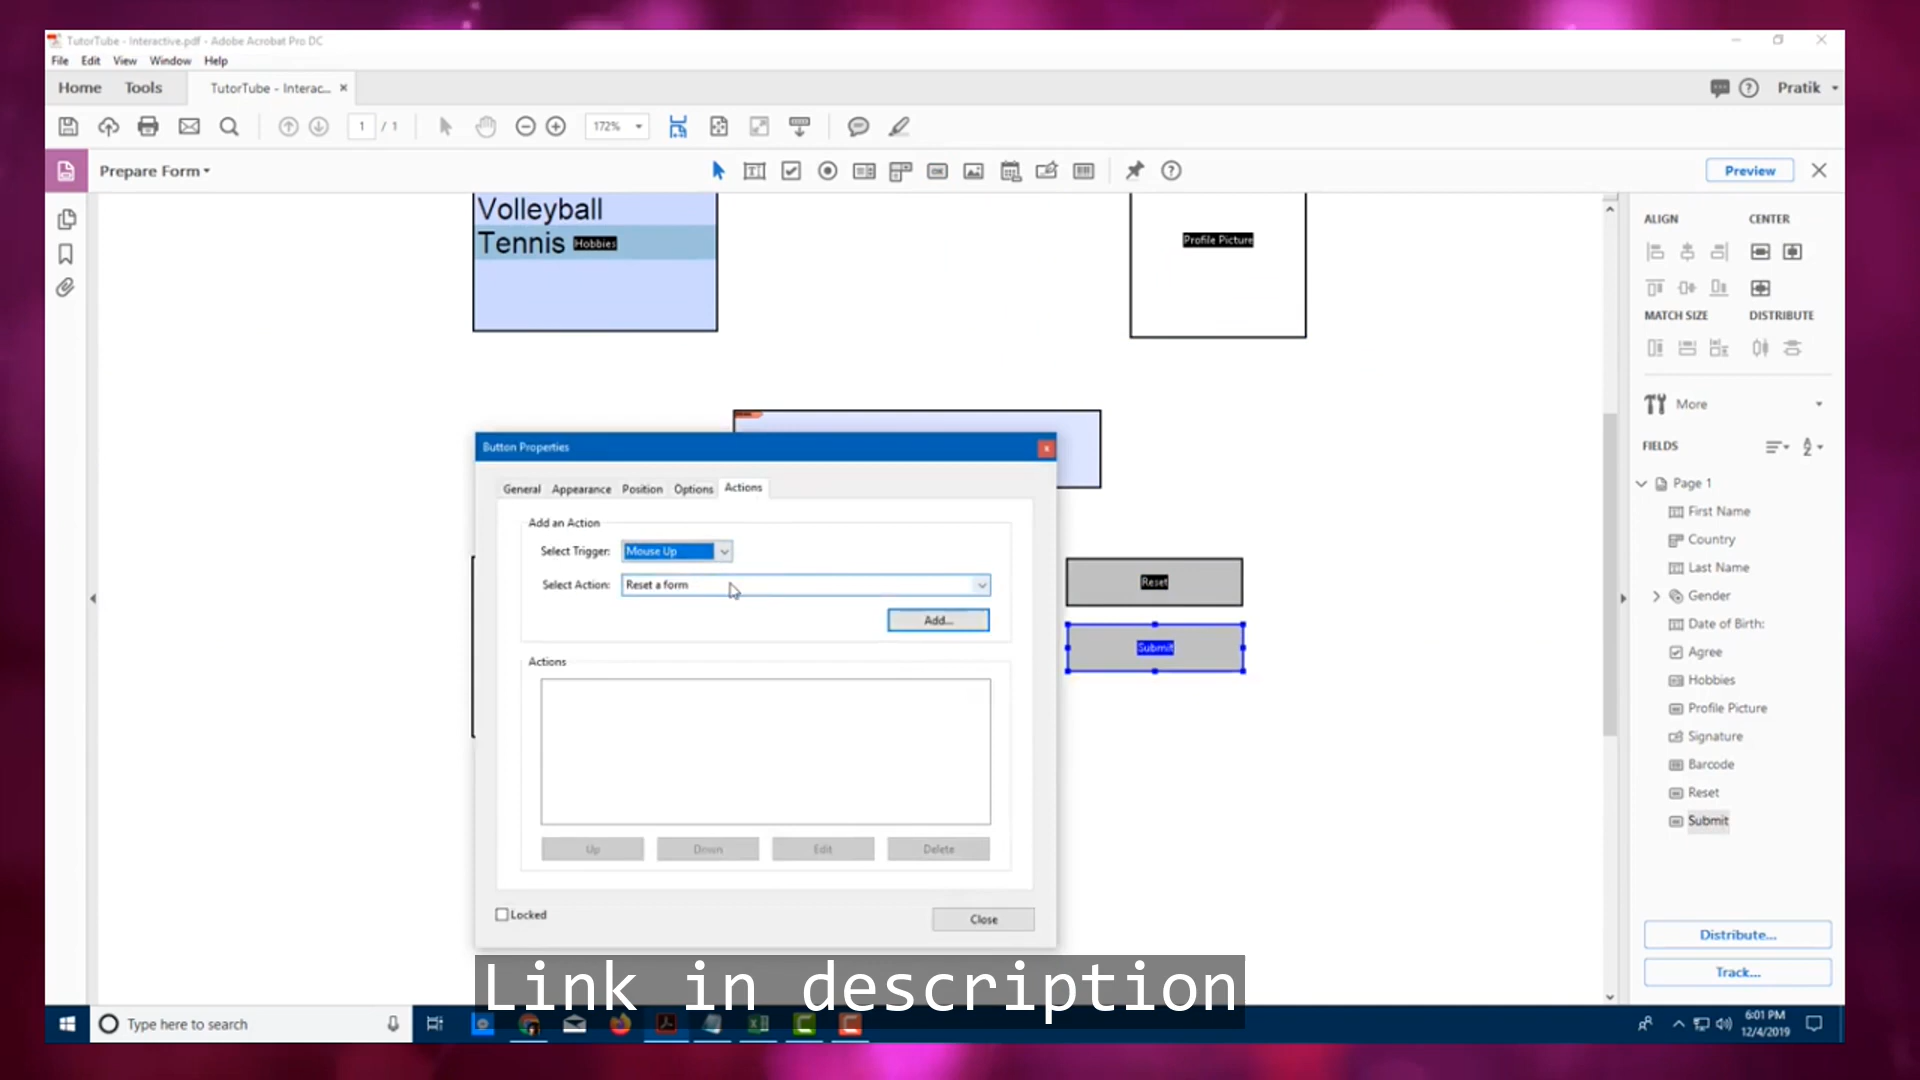 TutorTube - Interactive.pdf - Adobe Acrobat Pro DC
File Edit View Window Help
Home Tools TutorTube - Interac... × Pratik
1 / 1 172%
Prepare Form Preview
Volleyball
Tennis Hobbies
Profile Picture
Button Properties
General Appearance Position Options Actions
Add an Action
Select Trigger: Mouse Up
Select Action: Reset a form
Add...
Actions
Up Down Edit Delete
Locked
Close
Reset
Submit
ALIGN CENTER
MATCH SIZE DISTRIBUTE
More
FIELDS
Page 1
First Name
Country
Last Name
Gender
Date of Birth:
Agree
Hobbies
Profile Picture
Signature
Barcode
Reset
Submit
Distribute...
Track...
Link in description
Type here to search
6:01 PM
12/4/2019